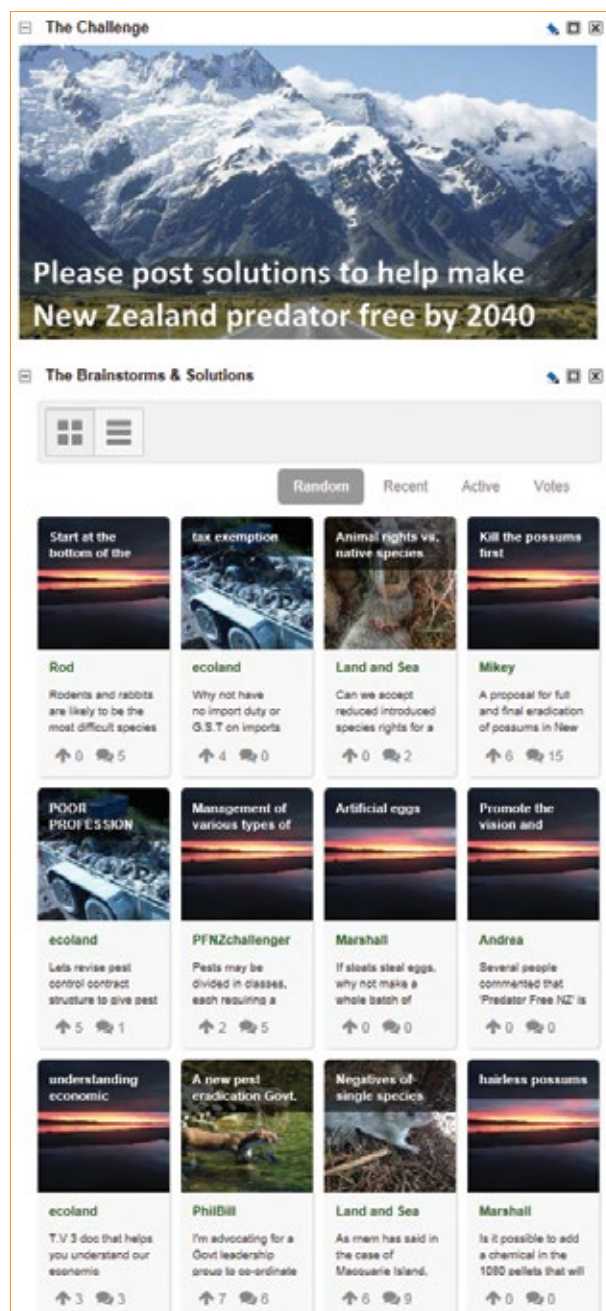 The Challenge
Please post solutions to help make
New Zealand predator free by 2040
The Brainstorms & Solutions
Random Recent Active Votes
Start at the
bottom of the
Rod
Rodents and rabbits
are likely to be the
most difficult species
0 5
tax exemption
ecoland
Why not have
no import duty or
G.S.T on imports
4 0
Animal rights vs.
native species
Land and Sea
Can we accept
reduced introduced
species rights for a
0 2
Kill the possums
first
Mikey
A proposal for full
and final eradication
of possums in New
6 15
POOR
PROFESSION
ecoland
Lets revise pest
control contract
structure to give pest
5 1
Management of
various types of
PFNZchallenger
Pests may be
divided in classes,
each requiring a
2 5
Artificial eggs
Marshall
If stoats steal eggs,
why not make a
whole batch of
0 0
Promote the
vision and
Andrea
Several people
commented that
'Predator Free NZ' is
0 0
understanding
economic
ecoland
T.V 3 doc that helps
you understand our
economic
3 3
A new pest
eradication Govt.
PhilBill
I'm advocating for a
Govt leadership
group to co-ordinate
7 6
Negatives of
single species
Land and Sea
As mem has said in
the case of
Macquarie Island,
6 9
hairless possums
Marshall
Is it possible to add
a chemical in the
1080 pellets that will
0 0